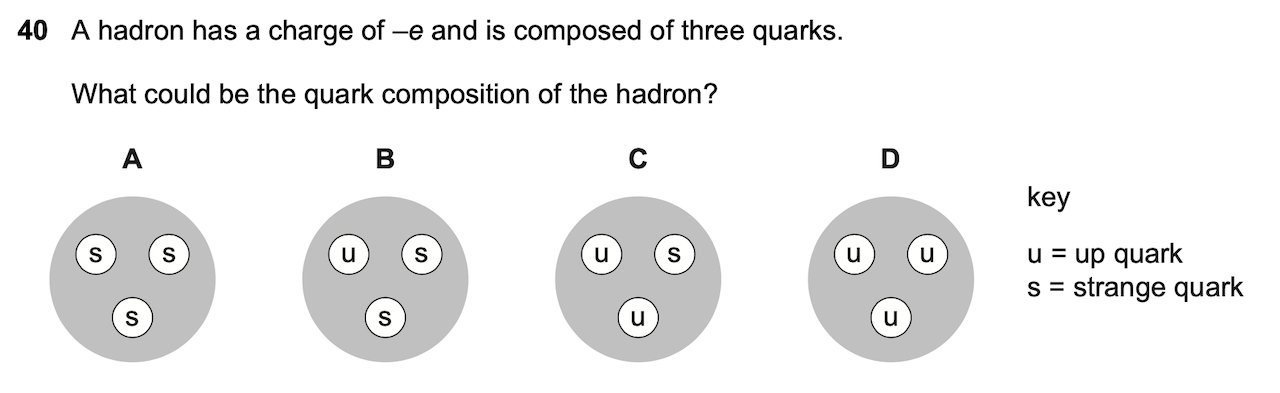 40 A hadron has a charge of –e and is composed of three quarks.
What could be the quark composition of the hadron?
A B C D
key
s s u s u s u u
u = up quark
s = strange quark
s s u u